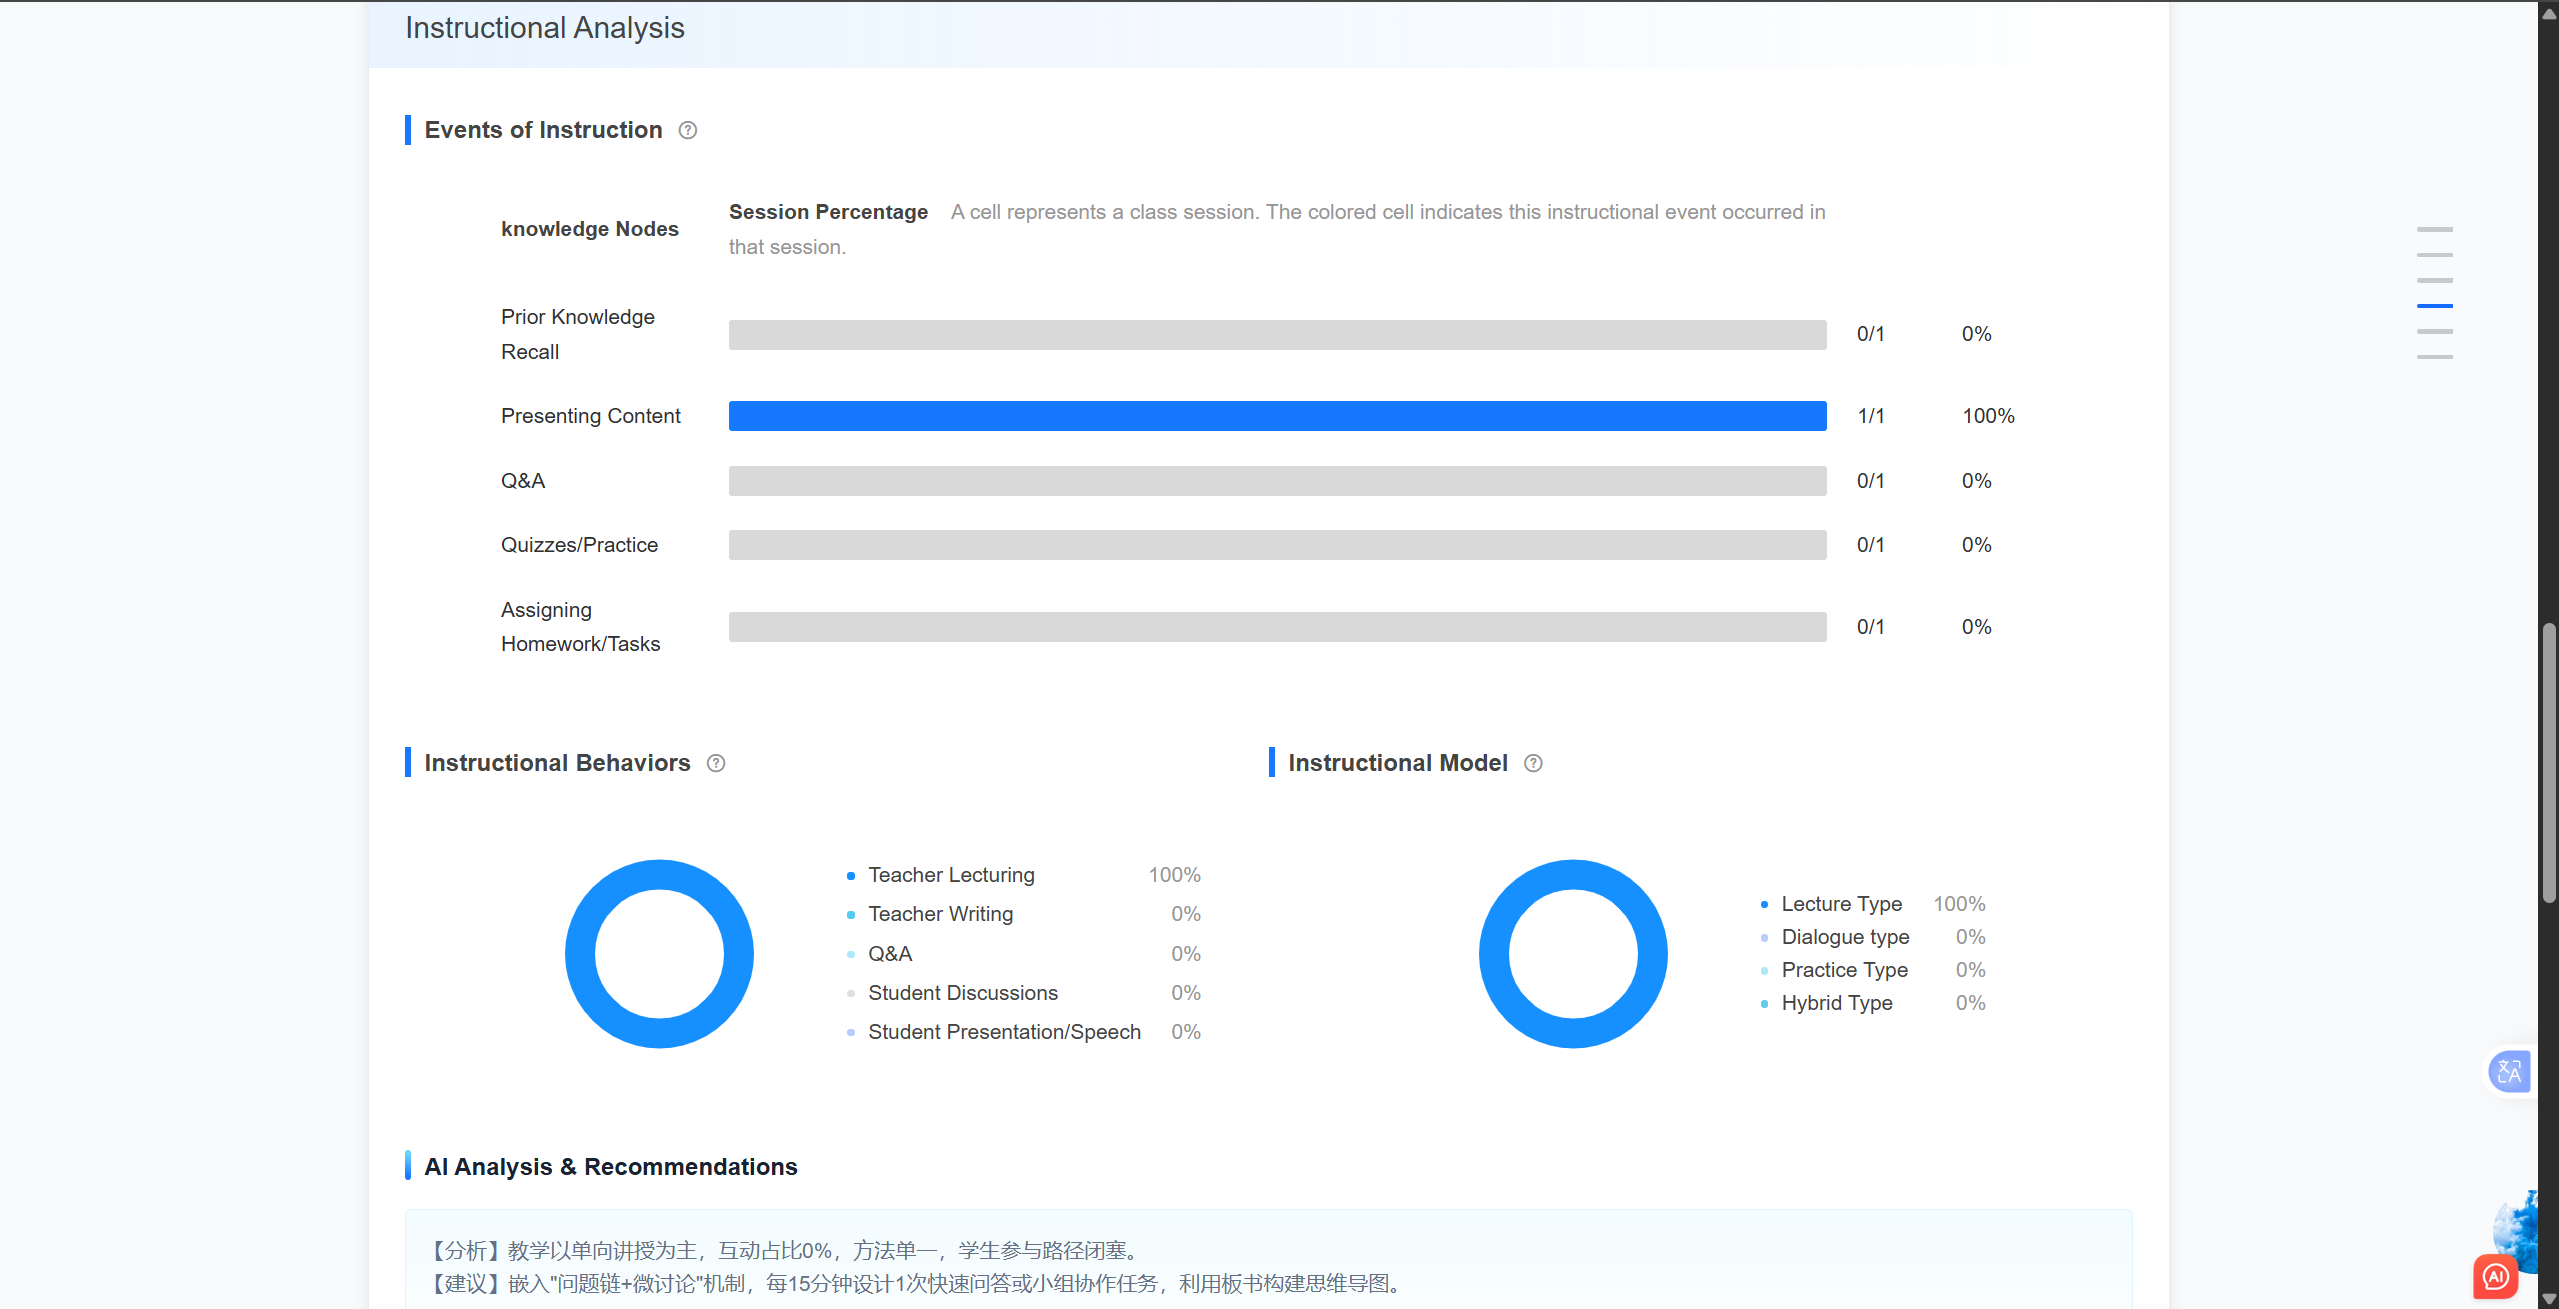 Instructional Analysis
Events of Instruction ?
knowledge Nodes
Session Percentage A cell represents a class session. The colored cell indicates this instructional event occurred in
that session.
Prior Knowledge
Recall
0/1 0%
Presenting Content 1/1 100%
Q&A 0/1 0%
Quizzes/Practice 0/1 0%
Assigning
Homework/Tasks
0/1 0%
Instructional Behaviors ?
Teacher Lecturing 100%
Teacher Writing 0%
Q&A 0%
Student Discussions 0%
Student Presentation/Speech 0%
Instructional Model ?
Lecture Type 100%
Dialogue type 0%
Practice Type 0%
Hybrid Type 0%
AI Analysis & Recommendations
【分析】教学以单向讲授为主，互动占比0%，方法单一，学生参与路径闭塞。
【建议】嵌入"问题链+微讨论"机制，每15分钟设计1次快速问答或小组协作任务，利用板书构建思维导图。
文A
AI